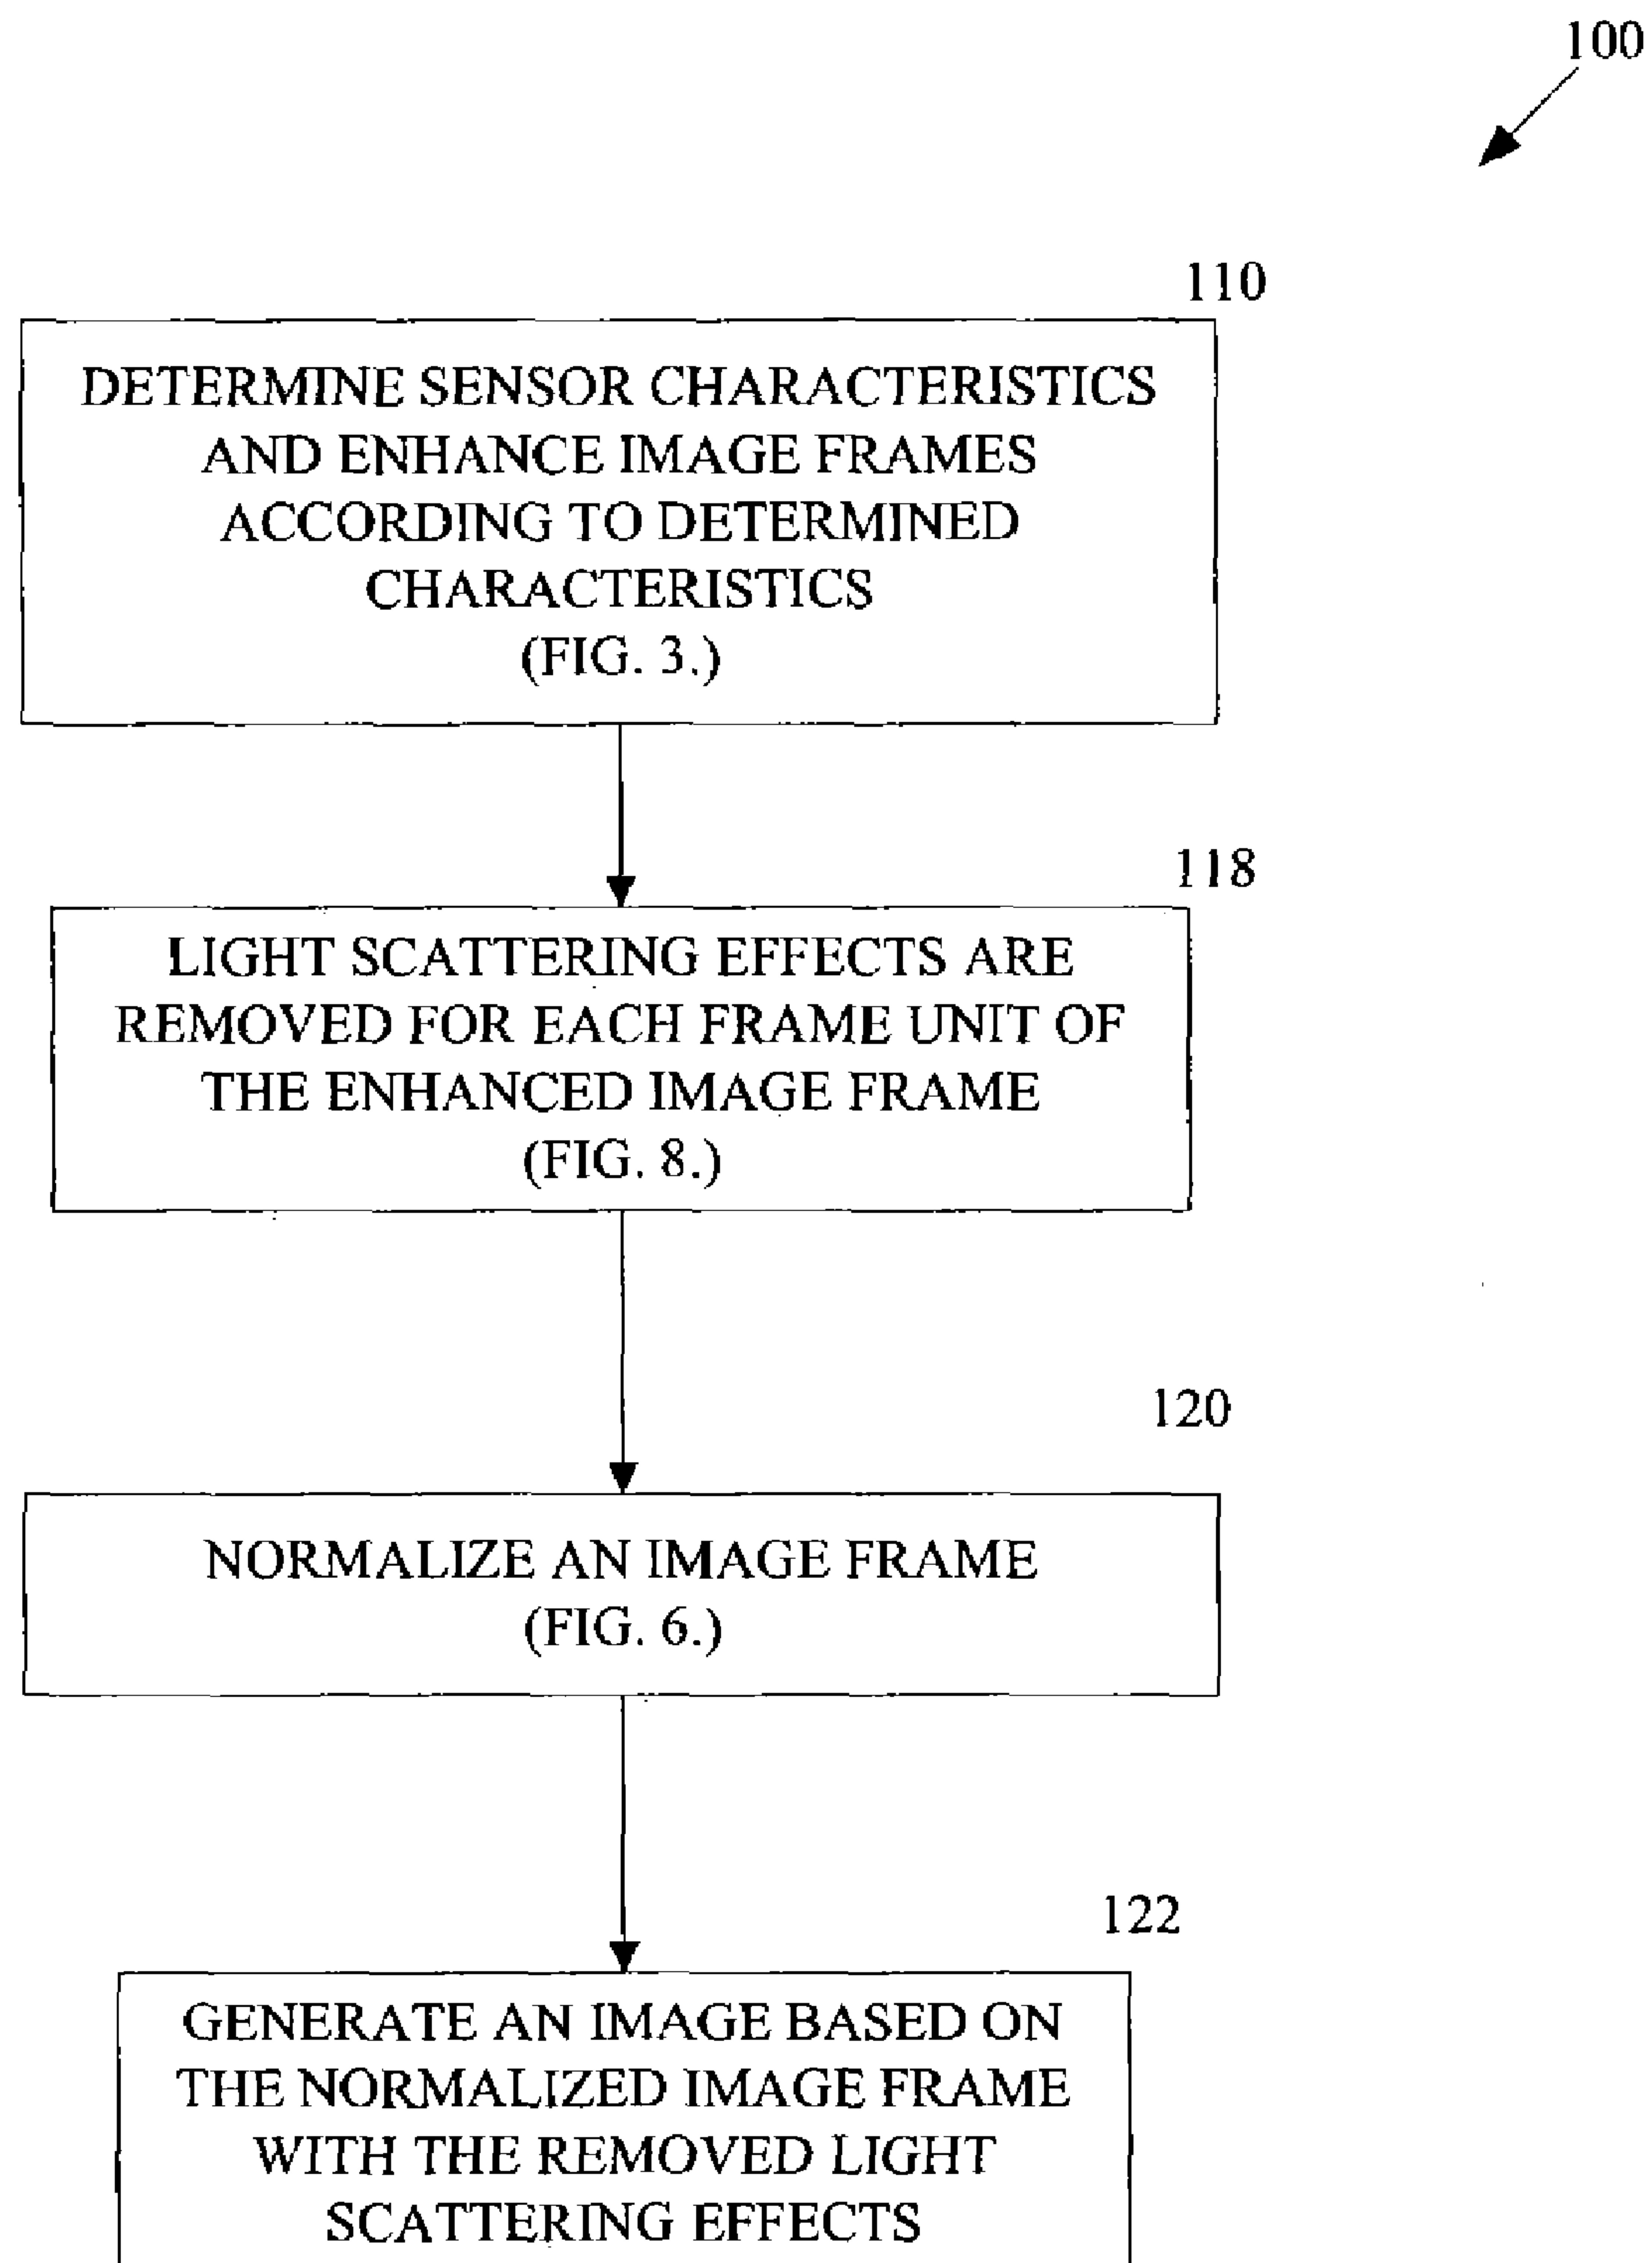 100
110
DETERMINE SENSOR CHARACTERISTICS
AND ENHANCE IMAGE FRAMES
ACCORDING TO DETERMINED
CHARACTERISTICS
(FIG. 3.)
118
LIGHT SCATTERING EFFECTS ARE
REMOVED FOR EACH FRAME UNIT OF
THE ENHANCED IMAGE FRAME
(FIG. 8.)
120
NORMALIZE AN IMAGE FRAME
(FIG. 6.)
122
GENERATE AN IMAGE BASED ON
THE NORMALIZED IMAGE FRAME
WITH THE REMOVED LIGHT
SCATTERING EFFECTS